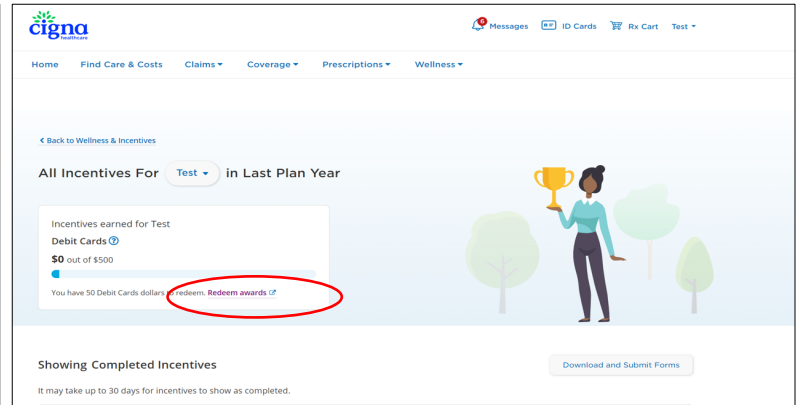 cigna
healthcare
6
Messages ID Cards Rx Cart Test
Home Find Care & Costs Claims Coverage Prescriptions Wellness
Back to Wellness & Incentives
All Incentives For Test in Last Plan Year
Incentives earned for Test
Debit Cards ?
$0 out of $500
You have 50 Debit Cards dollars to redeem. Redeem awards
Showing Completed Incentives
Download and Submit Forms
It may take up to 30 days for incentives to show as completed.